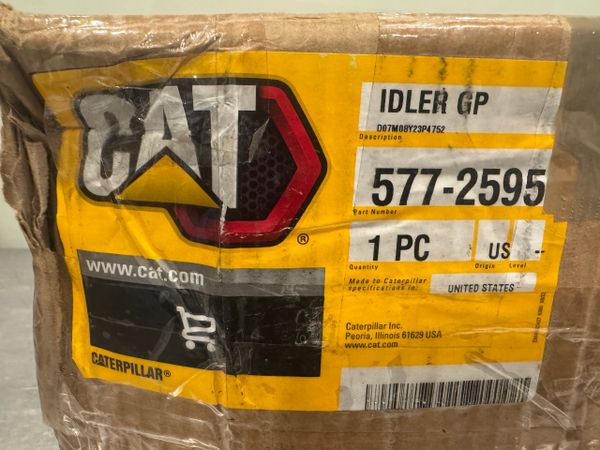 CAT
®
www.cat.com
CATERPILLAR®
IDLER GP
D07M08Y23P4752
Description
577-2595
Part Number
1 PC
US --
Quantity
Origin Level
Made to Caterpillar
specifications in:
UNITED STATES
Caterpillar Inc.
Peoria, Illinois 61629 USA
www.cat.com